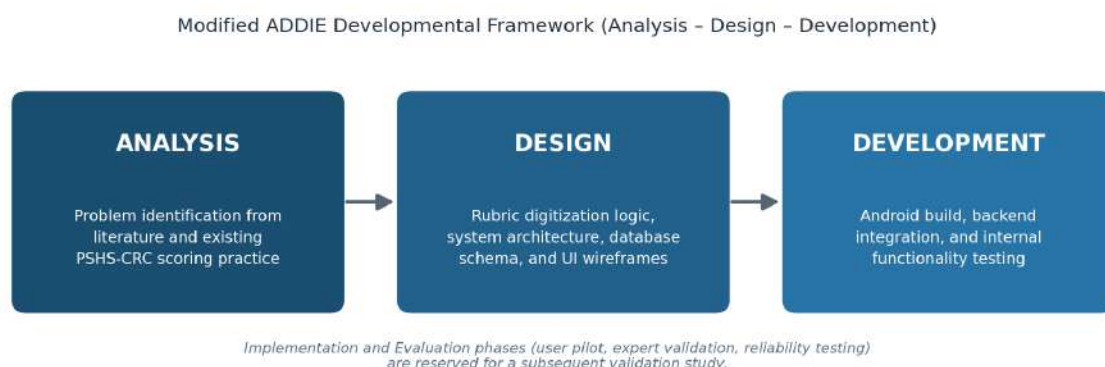 Modified ADDIE Developmental Framework (Analysis – Design – Development)
ANALYSIS
Problem identification from
literature and existing
PSHS-CRC scoring practice
DESIGN
Rubric digitization logic,
system architecture, database
schema, and UI wireframes
DEVELOPMENT
Android build, backend
integration, and internal
functionality testing
Implementation and Evaluation phases (user pilot, expert validation, reliability testing)
are reserved for a subsequent validation study.